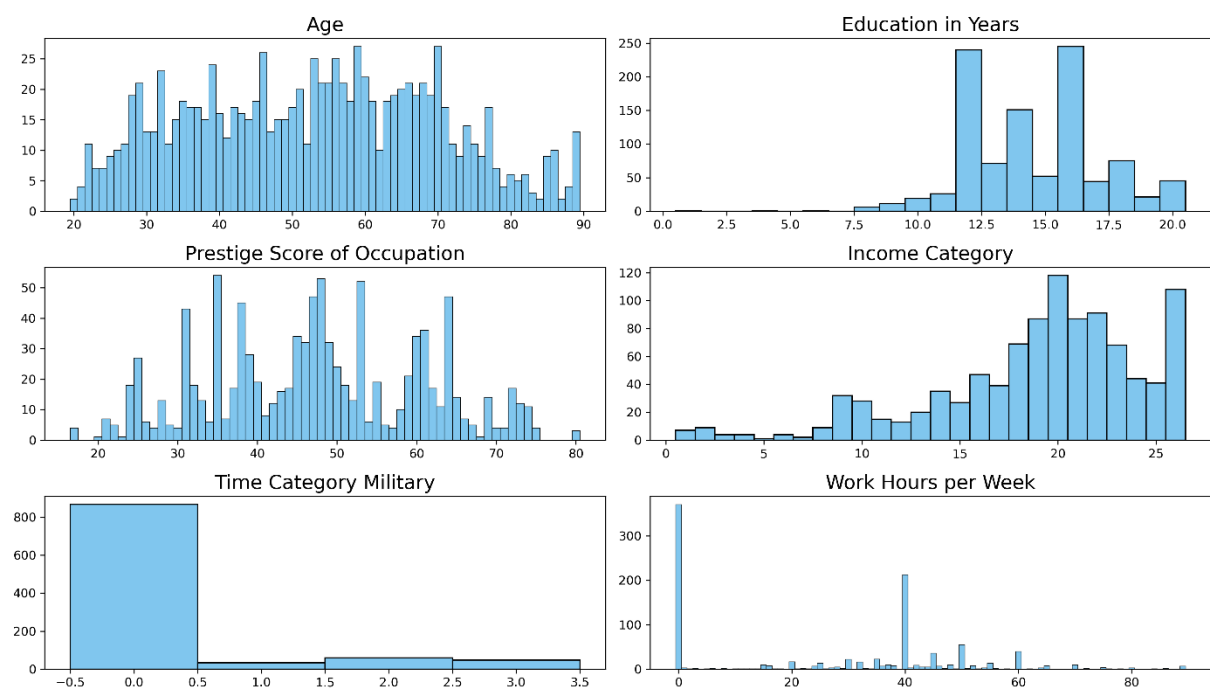 Age
25
20
15
10
5
0
20 30 40 50 60 70 80 90
Education in Years
250
200
150
100
50
0
0.0 2.5 5.0 7.5 10.0 12.5 15.0 17.5 20.0
Prestige Score of Occupation
50
40
30
20
10
0
20 30 40 50 60 70 80
Income Category
120
100
80
60
40
20
0
0 5 10 15 20 25
Time Category Military
800
600
400
200
0
−0.5 0.0 0.5 1.0 1.5 2.0 2.5 3.0 3.5
Work Hours per Week
300
200
100
0
0 20 40 60 80